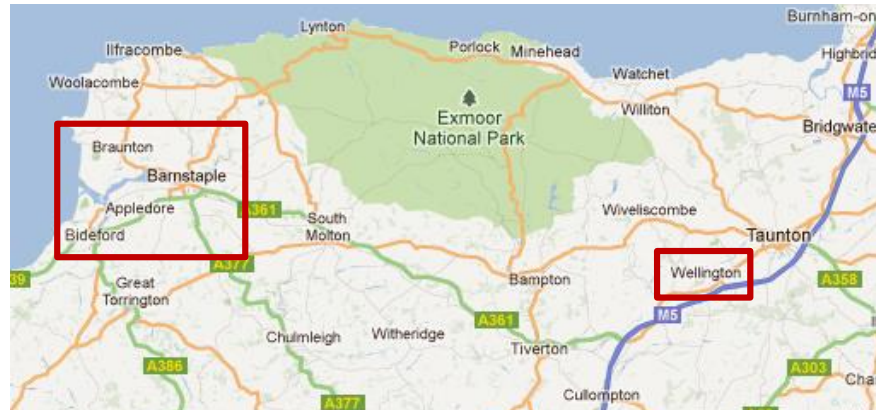 Burnham-on
Lynton
Ilfracombe
Porlock
Minehead
Highbrid
Woolacombe
Watchet
M5
Williton
Exmoor
National Park
Bridgwate
Braunton
Barnstaple
Appledore
A361
South
Molton
Wiveliscombe
Bideford
Taunton
39
A377
Wellington
Great
Torrington
Bampton
A358
M5
A361
Chulmleigh
Witheridge
Tiverton
A386
A303
Cha
Cullompton
A377